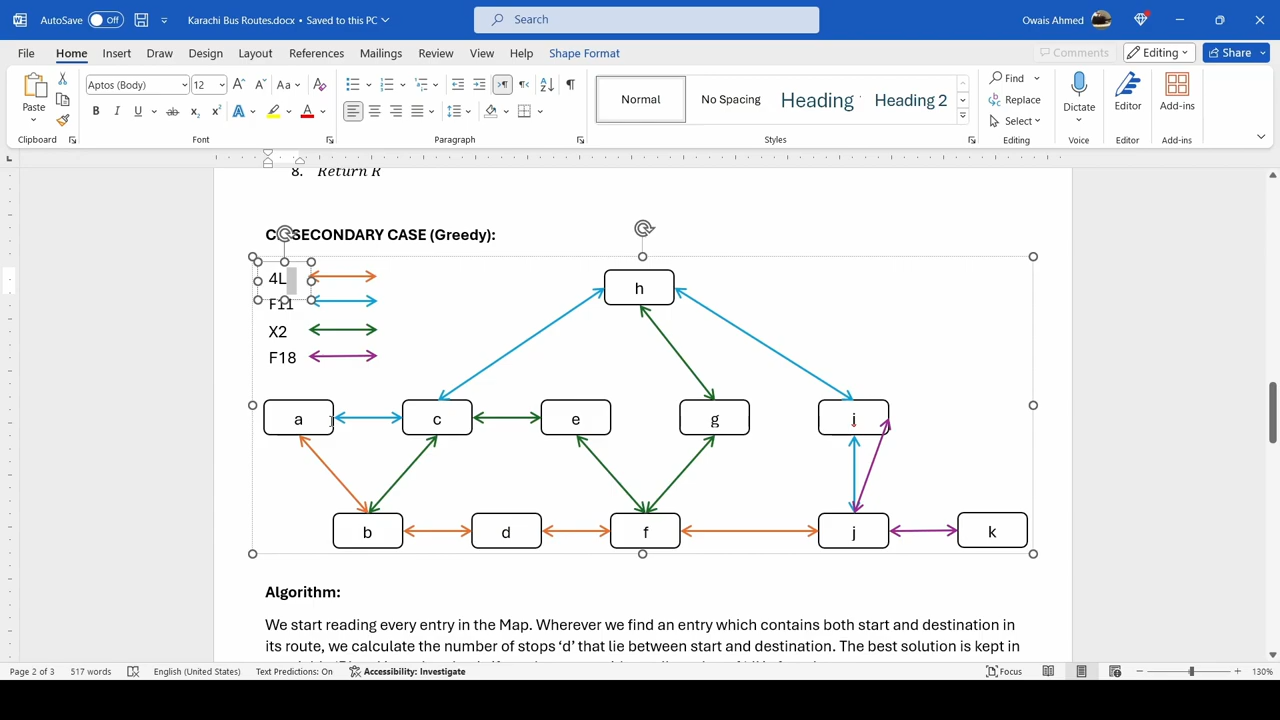 AutoSave Off Karachi Bus Routes.docx • Saved to this PC Search Owais Ahmed
File Home Insert Draw Design Layout References Mailings Review View Help Shape Format Comments Editing Share
Paste Aptos (Body) 12 Normal No Spacing Heading Heading 2 Find Replace Select Dictate Editor Add-ins
Clipboard Font Paragraph Styles Editing Voice Editor Add-ins
8. Return R
SECONDARY CASE (Greedy):
4L
F11
X2
F18
h
a c e g i
b d f j k
Algorithm:
We start reading every entry in the Map. Wherever we find an entry which contains both start and destination in
its route, we calculate the number of stops ‘d’ that lie between start and destination. The best solution is kept in
Page 2 of 3 517 words English (United States) Text Predictions: On Accessibility: Investigate Focus 130%